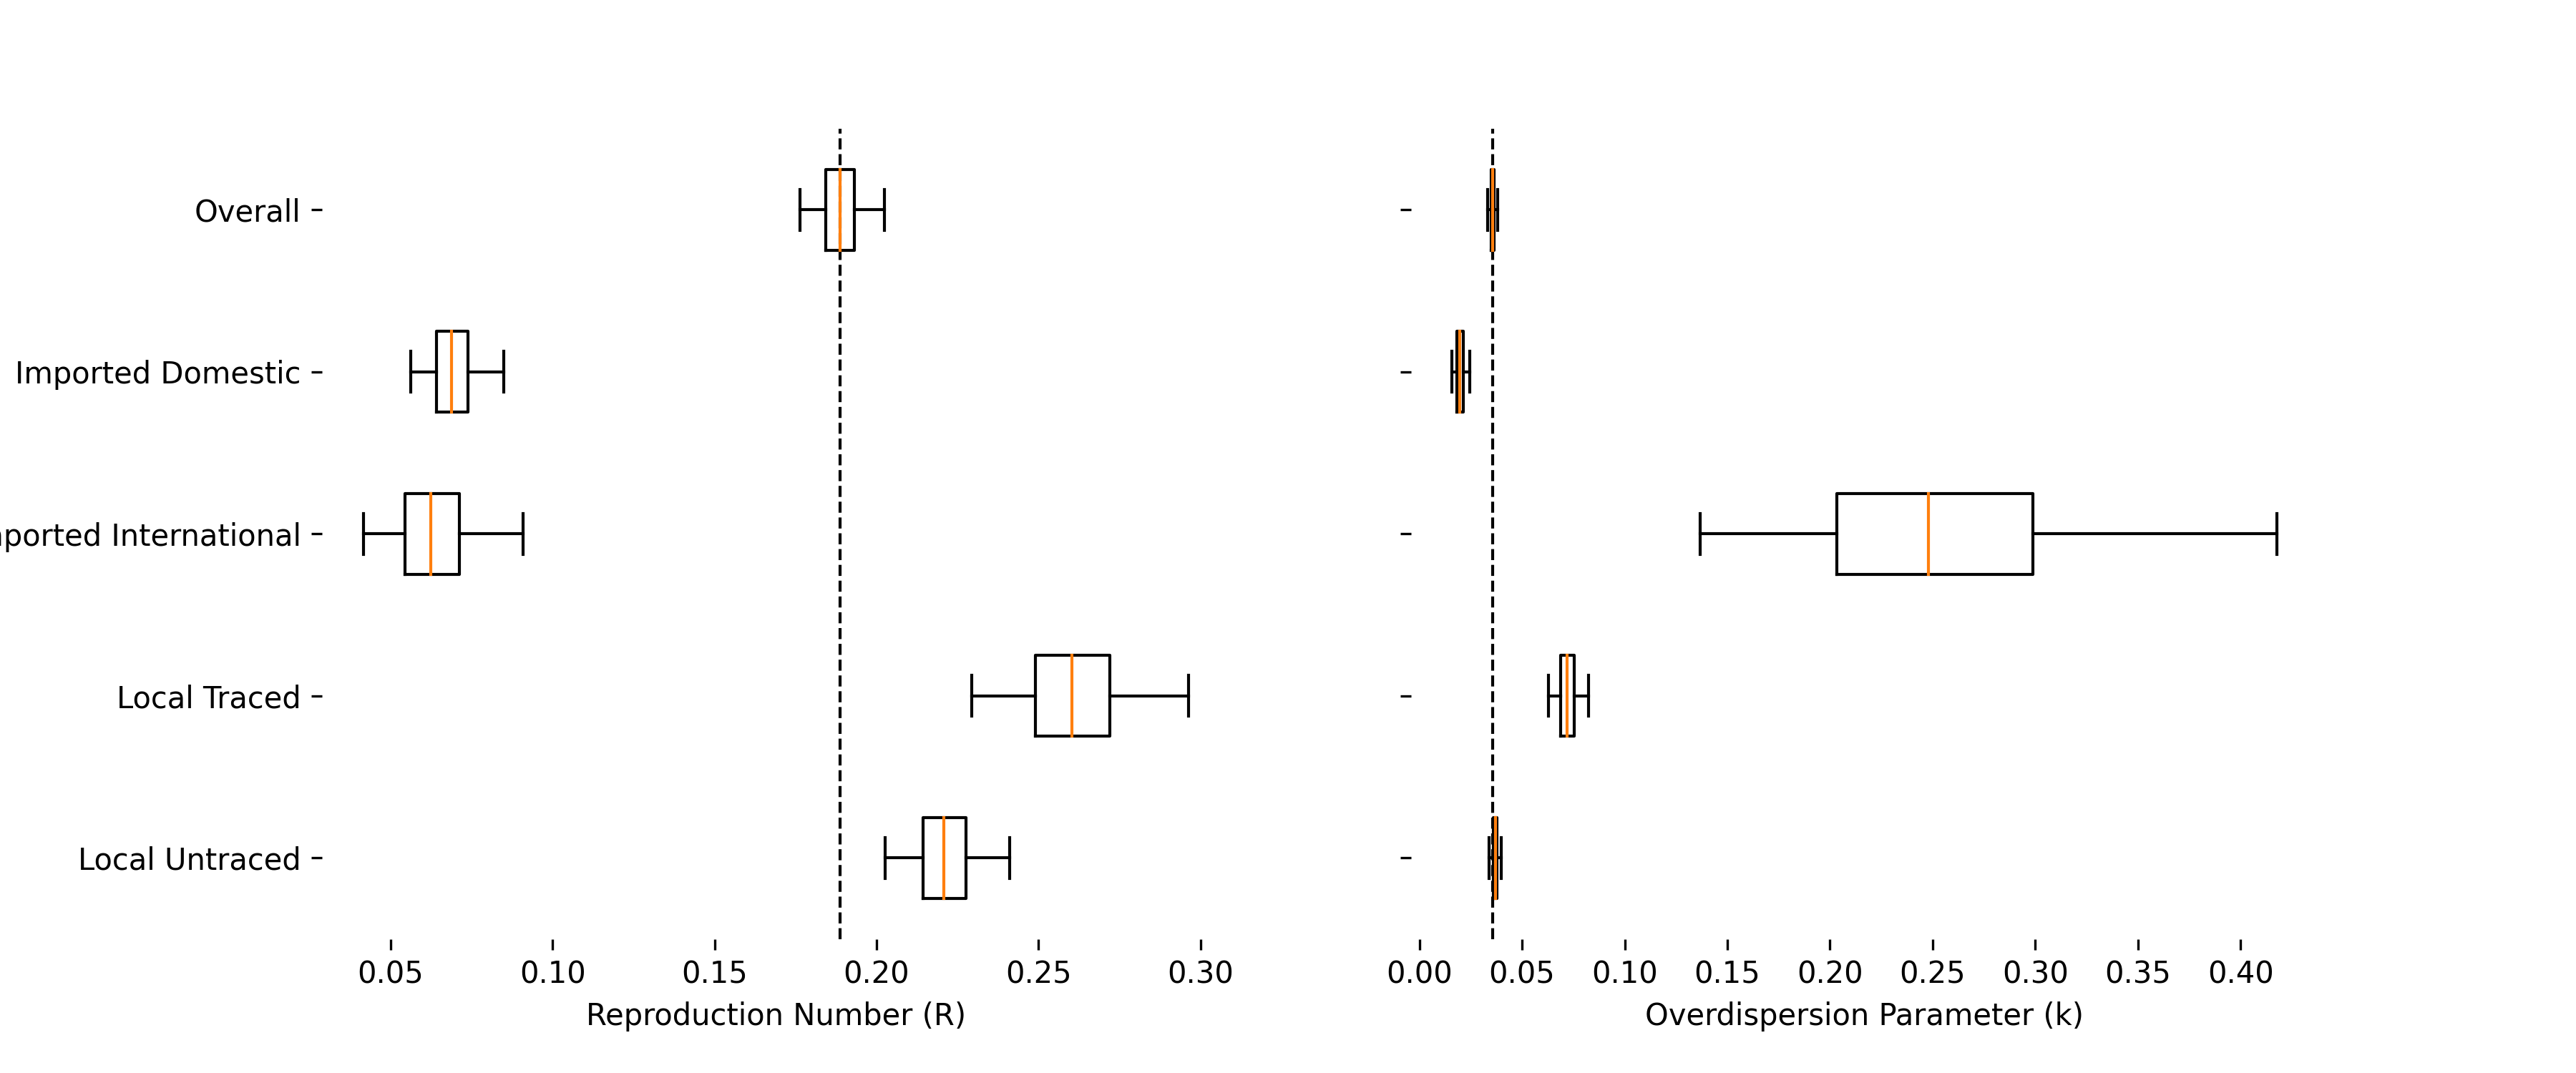 Overall
Imported Domestic
ported International
Local Traced
Local Untraced
0.05 0.10 0.15 0.20 0.25 0.30
Reproduction Number (R)
0.00 0.05 0.10 0.15 0.20 0.25 0.30 0.35 0.40
Overdispersion Parameter (k)